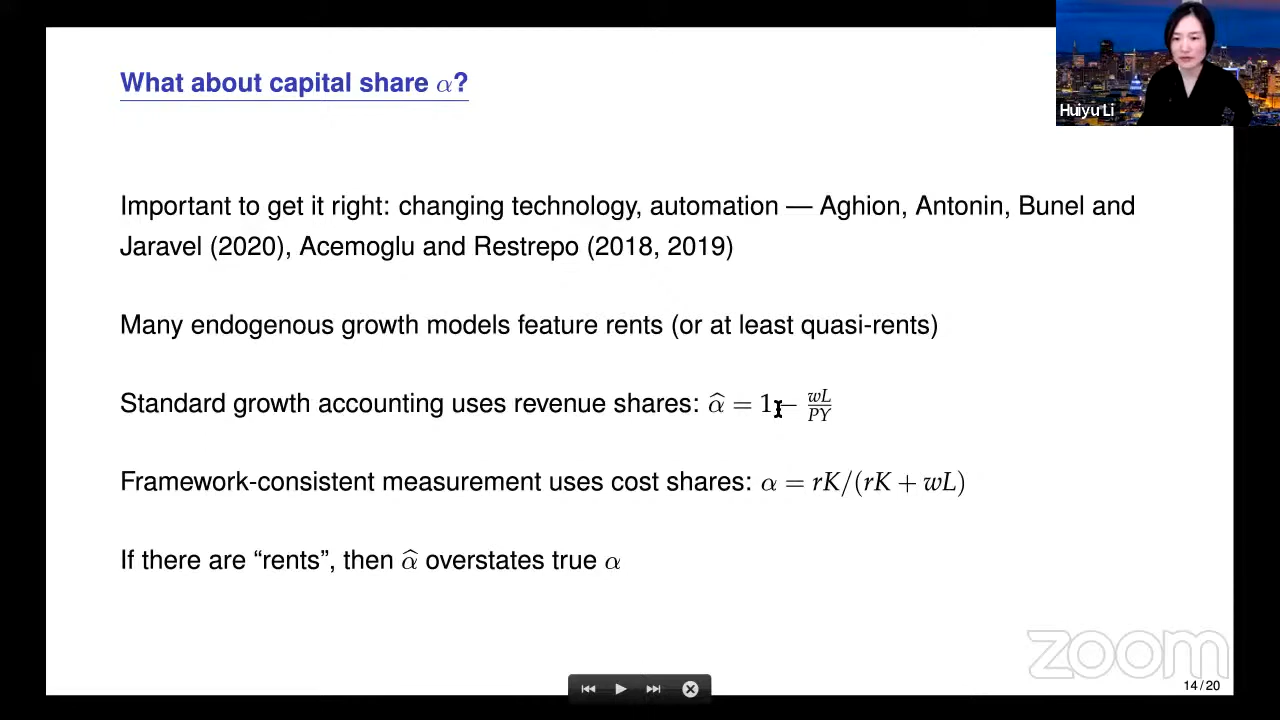 What about capital share α?
Huiyu Li
Important to get it right: changing technology, automation — Aghion, Antonin, Bunel and
Jaravel (2020), Acemoglu and Restrepo (2018, 2019)
Many endogenous growth models feature rents (or at least quasi-rents)
Standard growth accounting uses revenue shares: α̂ = 1 − wL/PY
Framework-consistent measurement uses cost shares: α = rK/(rK + wL)
If there are “rents”, then α̂ overstates true α
zoom
14/20